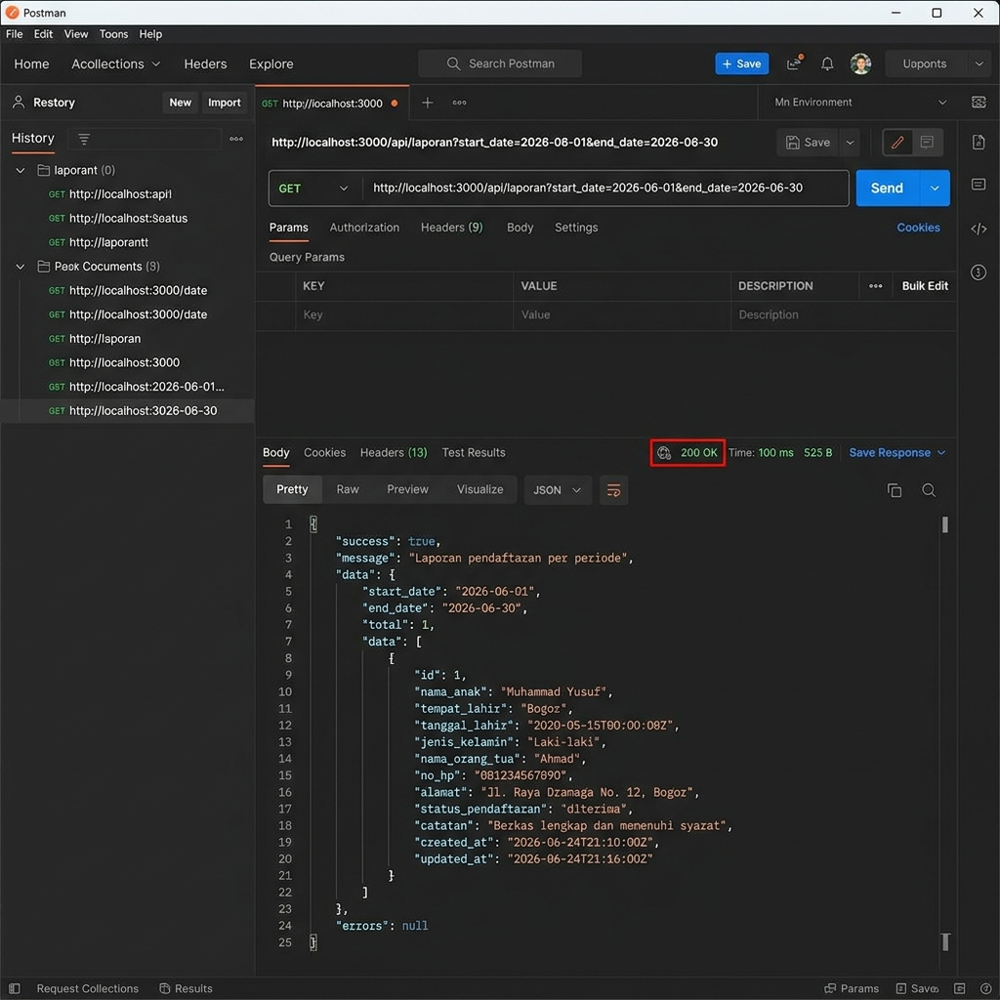 Postman
File Edit View Toons Help
Home Acollections Heders Explore Search Postman + Save Uaponts
Restory New Import
GST http://localhost:3000 + Mn Environment
History
http://localhost:3000/api/laporan?start_date=2026-06-01&end_date=2026-06-30 Save
laporant (0)
GET http://localhost:api!
GET http://localhost:Seatus
GET http://laporantt
Peek Cocuments (3)
GST http://localhost:3000/date
GET http://localhost:3000/date
GET http://laporan
GET http://localhost:3000
GST http://localhost:2026-06-01...
GET http://localhost:3026-06-30
GET http://localhost:3000/api/laporan?start_date=2026-06-01&end_date=2026-06-30 Send
Params Authorization Headers (9) Body Settings Cookies
Query Params
KEY VALUE DESCRIPTION Buik Edit
Key Value Description
Body Cookies Headers (13) Test Results 200 OK Time: 100 ms 525 B Save Response
Pretty Raw Preview Visualize JSON
1 {
2 "success": true,
3 "message": "Laporan pendaftaran per periode",
4 "data": {
5 "start_date": "2026-06-01",
6 "end_date": "2026-06-30",
7 "total": 1,
7 "data": [
8 {
9 "id": 1,
10 "nama_anak": "Muhammad Yusuf",
11 "tempat_lahir": "Bogoz",
12 "tanggal_lahir": "2020-05-15T00:00:00Z",
13 "jenis_kelamin": "Laki-laki",
14 "nama_orang_tua": "Ahmad",
15 "no_hp": "081234567890",
16 "alamat": "Jl. Raya Dzamaga No. 12, Bogoz",
17 "status_pendaftaran": "dlterima",
18 "catatan": "Berkas lengkap dan memenuhi syazat",
19 "created_at": "2026-06-24T21:10:00Z",
20 "updated_at": "2026-06-24T21:16:00Z"
21 }
22 ]
23 },
24 "errors": null
25 }
Request Collections Results Params Save